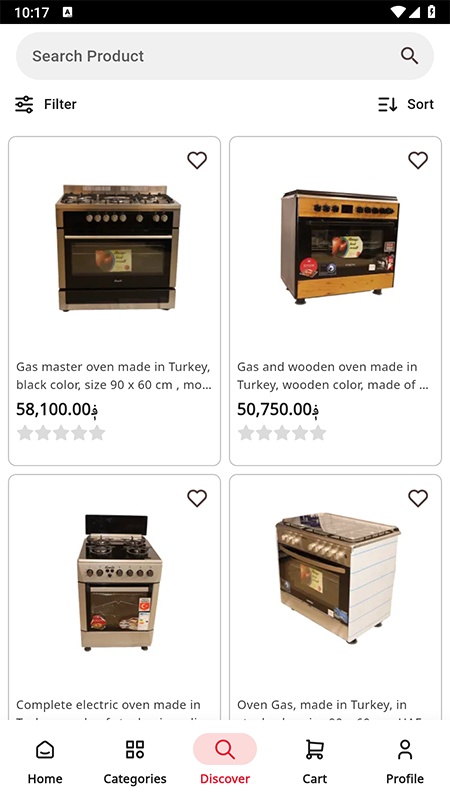 10:17
A
Search Product
Filter
Sort
Gas master oven made in Turkey,
black color, size 90 x 60 cm , mo...
58,100.00؋
Gas and wooden oven made in
Turkey, wooden color, made of ...
50,750.00؋
Complete electric oven made in
Oven Gas, made in Turkey, in
Home
Categories
Discover
Cart
Profile